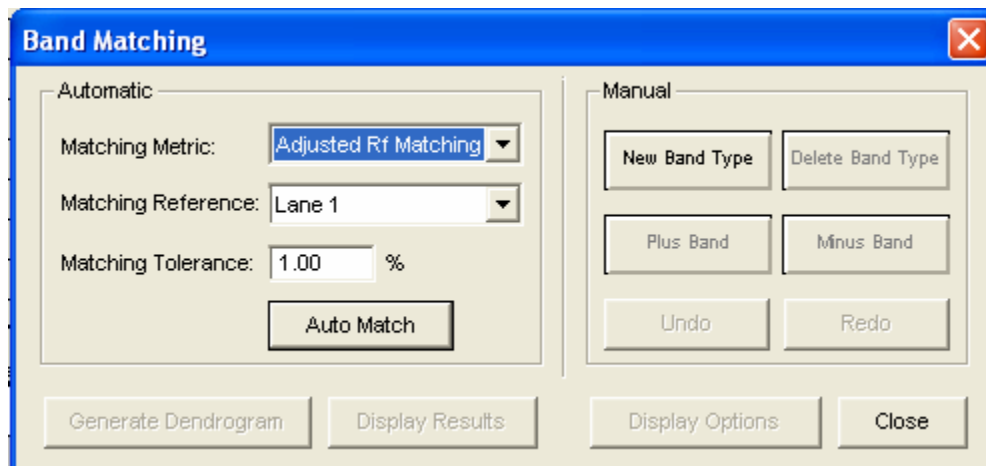 Band Matching
Automatic
Matching Metric: Adjusted Rf Matching
Matching Reference: Lane 1
Matching Tolerance: 1.00 %
Auto Match
Manual
New Band Type Delete Band Type
Plus Band Minus Band
Undo Redo
Generate Dendrogram Display Results Display Options Close